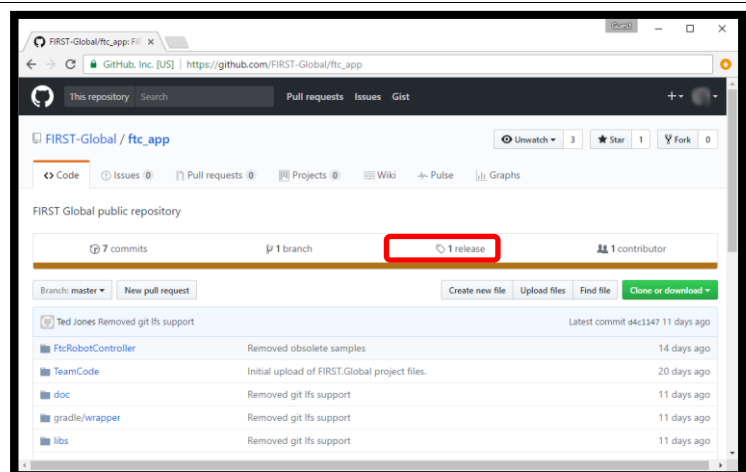 Guest
FIRST-Global/ftc_app: FI
GitHub, Inc. [US] | https://github.com/FIRST-Global/ftc_app
This repository Search Pull requests Issues Gist
FIRST-Global / ftc_app Unwatch 3 Star 1 Fork 0
Code Issues 0 Pull requests 0 Projects 0 Wiki Pulse Graphs
FIRST Global public repository
7 commits 1 branch 1 release 1 contributor
Branch: master New pull request Create new file Upload files Find file Clone or download
Ted Jones Removed git lfs support Latest commit d4c1147 11 days ago
FtcRobotController Removed obsolete samples 14 days ago
TeamCode Initial upload of FIRST.Global project files. 20 days ago
doc Removed git lfs support 11 days ago
gradle/wrapper Removed git lfs support 11 days ago
libs Removed git lfs support 11 days ago